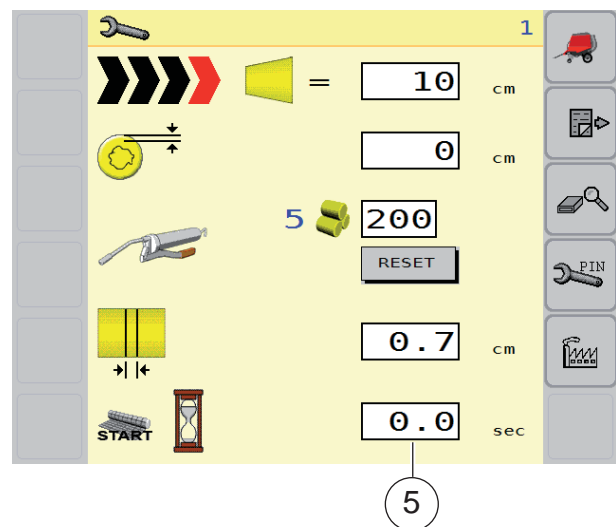 1
= 10 cm
0 cm
5 200
RESET
PIN
0.7 cm
START 0.0 sec
5